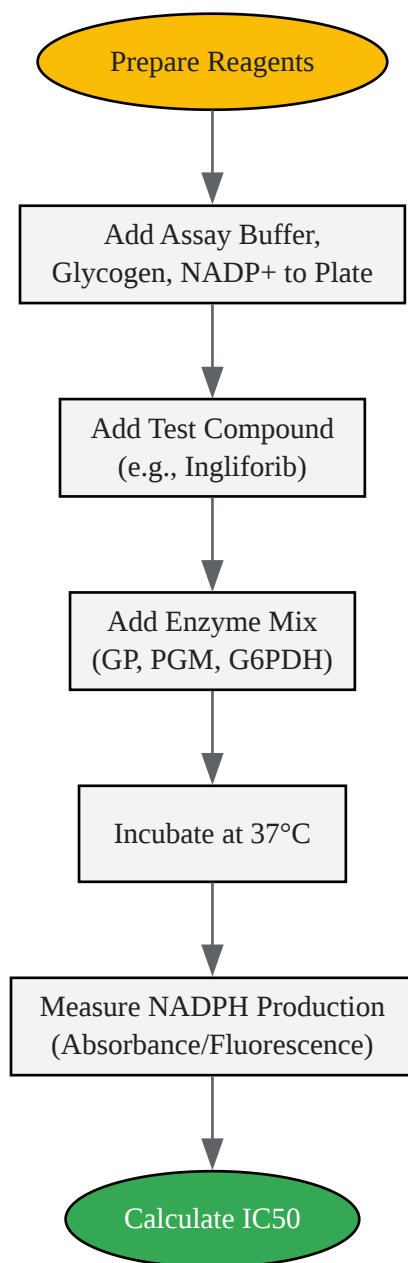 Prepare Reagents
Add Assay Buffer,
Glycogen, NADP+ to Plate
Add Test Compound
(e.g., Ingliforib)
Add Enzyme Mix
(GP, PGM, G6PDH)
Incubate at 37°C
Measure NADPH Production
(Absorbance/Fluorescence)
Calculate IC50